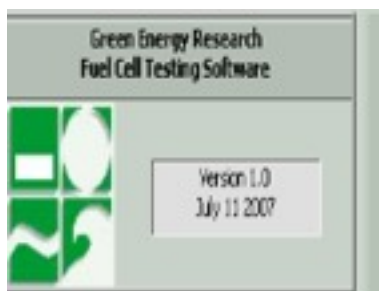 Green Energy Research
Fuel Cell Testing Software
Version 1.0
July 11 2007